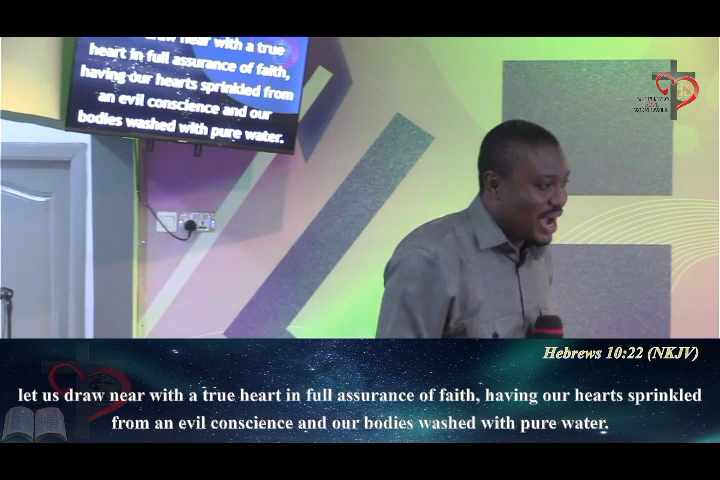 draw near with a true
heart in full assurance of faith,
having our hearts sprinkled from
an evil conscience and our
bodies washed with pure water.
Hebrews 10:22 (NKJV)
let us draw near with a true heart in full assurance of faith, having our hearts sprinkled
from an evil conscience and our bodies washed with pure water.